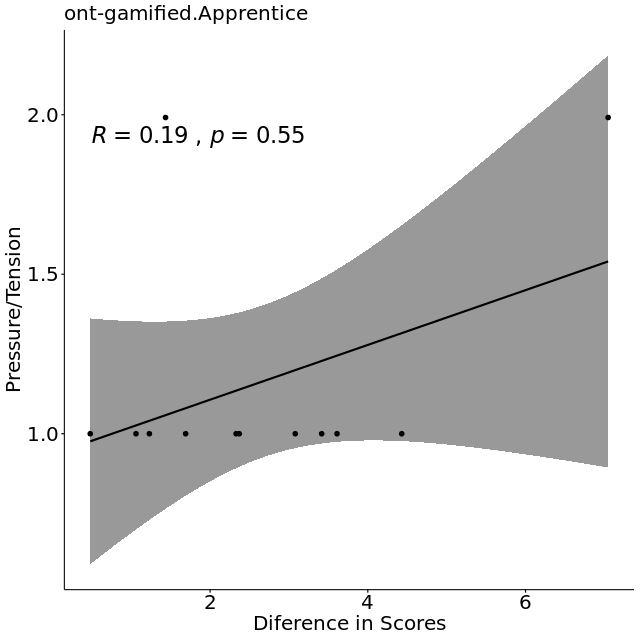 ont-gamified.Apprentice
R = 0.19 , p = 0.55
2.0
1.5
1.0
Pressure/Tension
2 4 6
Diference in Scores